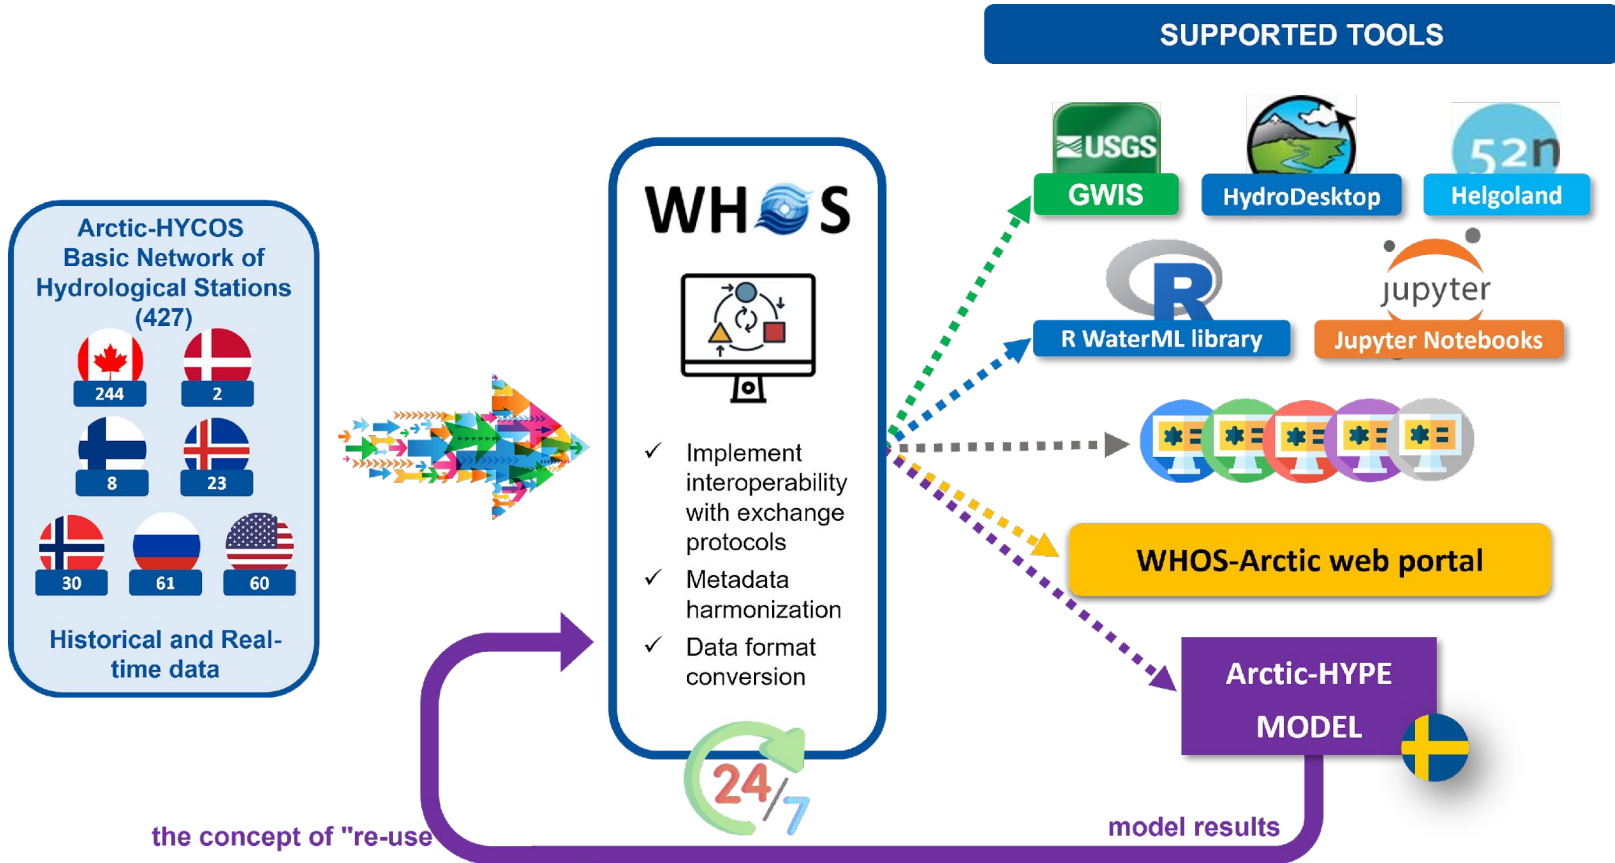 SUPPORTED TOOLS
USGS
GWIS
HydroDesktop
52n
Helgoland
R
R WaterML library
jupyter
Jupyter Notebooks
WHOS-Arctic web portal
Arctic-HYPE
MODEL
model results
the concept of "re-use
Arctic-HYCOS
Basic Network of
Hydrological Stations
(427)
244
2
8
23
30
61
60
Historical and Real-
time data
WHOS
✓ Implement
interoperability
with exchange
protocols
✓ Metadata
harmonization
✓ Data format
conversion
24/7